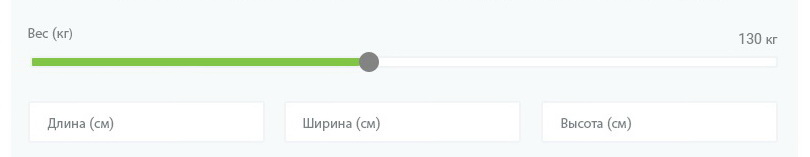 Вес (кг)
130 кг
Длина (см)
Ширина (см)
Высота (см)